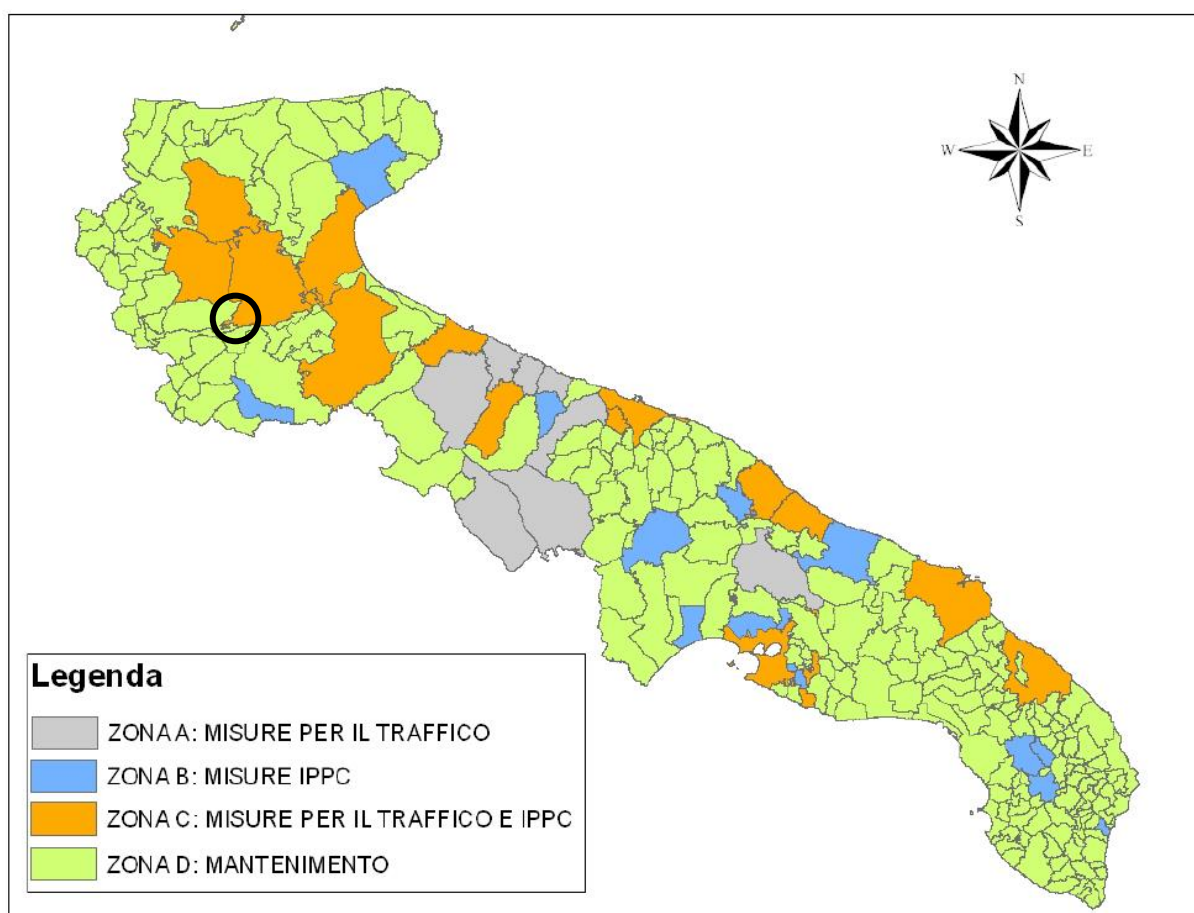 N
W
E
S
Legenda
ZONA A: MISURE PER IL TRAFFICO
ZONA B: MISURE IPPC
ZONA C: MISURE PER IL TRAFFICO E IPPC
ZONA D: MANTENIMENTO